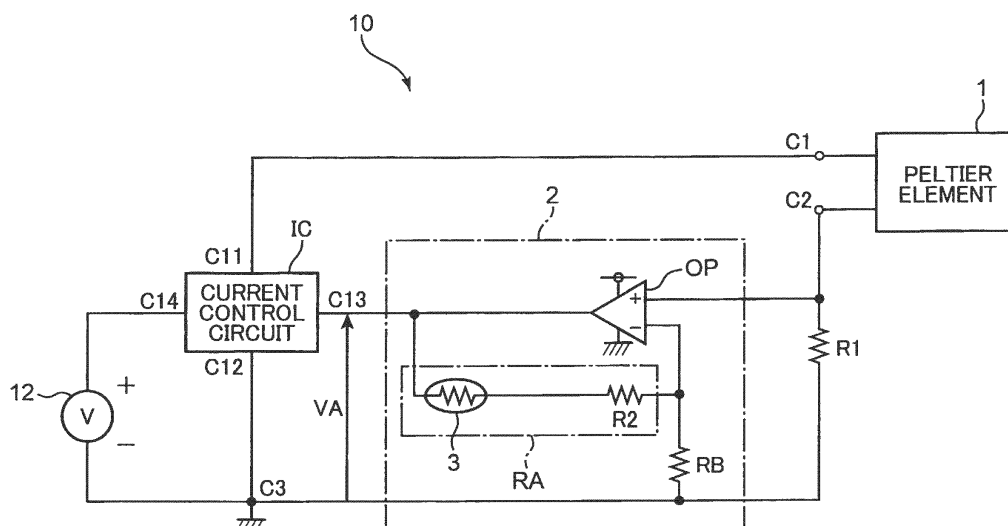 10
1
C1
PELTIER
ELEMENT
C2
2
IC
OP
C11
C14
CURRENT
CONTROL
CIRCUIT
C13
+
−
C12
R1
12
+
V
−
VA
R2
3
RA
RB
C3